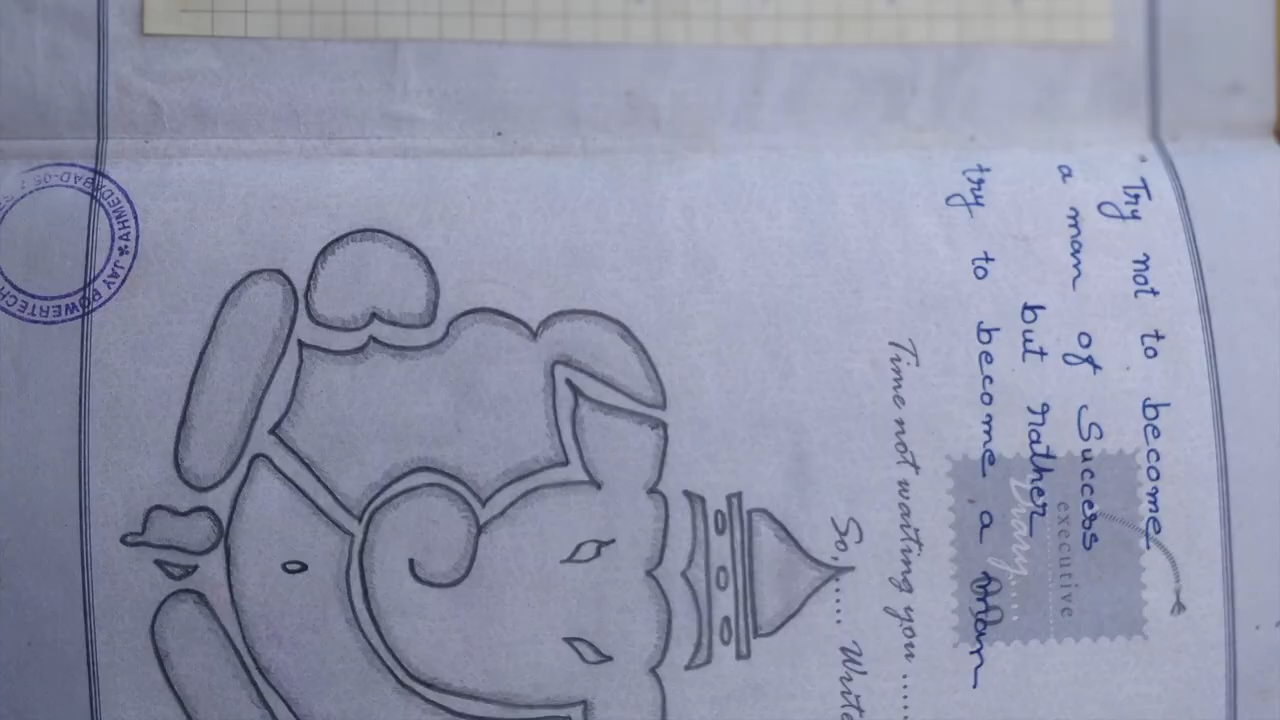 • Try not to become
a man of Success
but rather
try to become a man
executive
Diary....
Time not waiting you .....
So..... Write
AHMEDABAD-05 * JAY POWERTECH